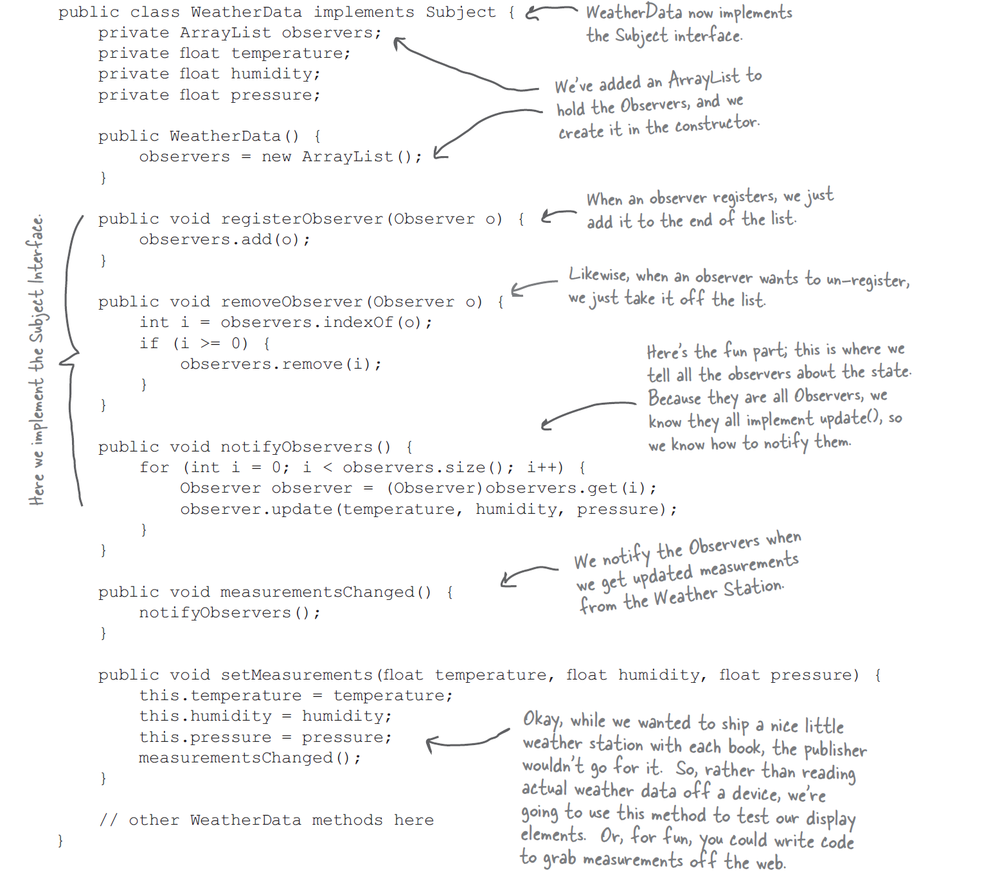 public class WeatherData implements Subject {
WeatherData now implements
the Subject interface.
private ArrayList observers;
private float temperature;
private float humidity;
private float pressure;
We've added an ArrayList to
hold the Observers, and we
create it in the constructor.
public WeatherData() {
observers = new ArrayList();
}
Here we implement the Subject Interface.
public void registerObserver(Observer o) {
observers.add(o);
}
When an observer registers, we just
add it to the end of the list.
public void removeObserver(Observer o) {
int i = observers.indexOf(o);
if (i >= 0) {
observers.remove(i);
}
}
Likewise, when an observer wants to un-register,
we just take it off the list.
Here's the fun part; this is where we
tell all the observers about the state.
Because they are all Observers, we
know they all implement update(), so
we know how to notify them.
public void notifyObservers() {
for (int i = 0; i < observers.size(); i++) {
Observer observer = (Observer)observers.get(i);
observer.update(temperature, humidity, pressure);
}
}
We notify the Observers when
we get updated measurements
from the Weather Station.
public void measurementsChanged() {
notifyObservers();
}
public void setMeasurements(float temperature, float humidity, float pressure) {
this.temperature = temperature;
this.humidity = humidity;
this.pressure = pressure;
measurementsChanged();
}
Okay, while we wanted to ship a nice little
weather station with each book, the publisher
wouldn't go for it. So, rather than reading
actual weather data off a device, we're
going to use this method to test our display
elements. Or, for fun, you could write code
to grab measurements off the web.
// other WeatherData methods here
}